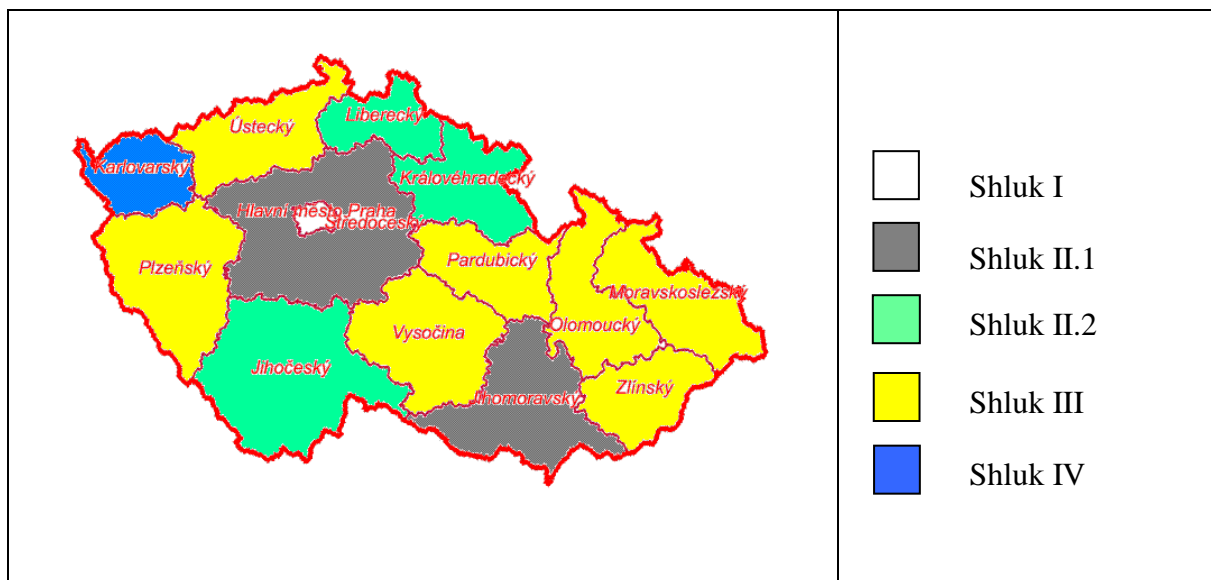 Liberecký
Ústecký
Karlovarský
Královéhradecký
Hlavní město Praha
Středočeský
Pardubický
Plzeňský
Moravskoslezský
Vysočina
Olomoucký
Jihočeský
Zlínský
Jihomoravský
Shluk I
Shluk II.1
Shluk II.2
Shluk III
Shluk IV